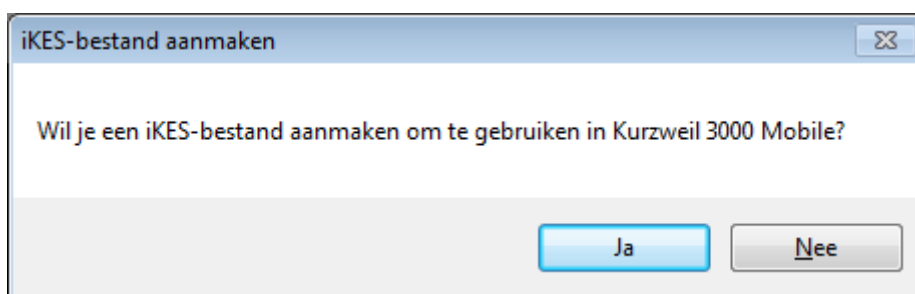 iKES-bestand aanmaken
Wil je een iKES-bestand aanmaken om te gebruiken in Kurzweil 3000 Mobile?
Ja
Nee